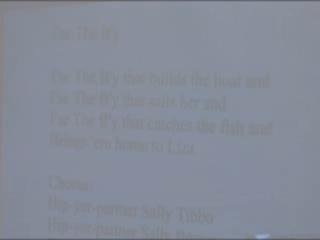 I'se The B'y
I'se The B'y that builds the boat and
I'se The B'y that sails her and
I'se The B'y that catches the fish and
Brings 'em home to Liza
Chorus:
Hip-yer-partner Sally Tibbo
Hip-yer-partner Sally